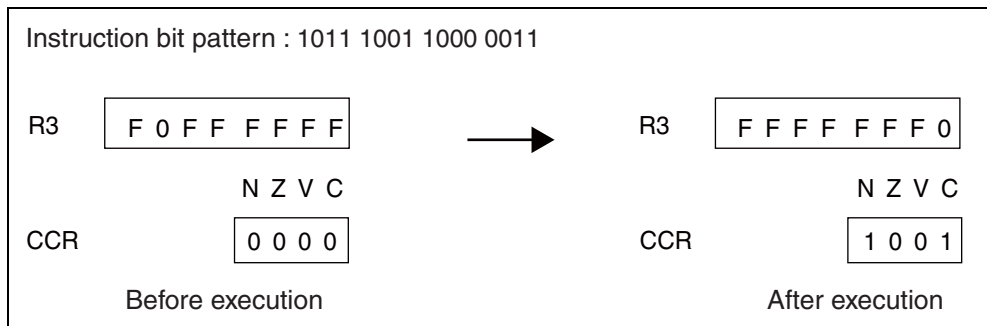 Instruction bit pattern : 1011 1001 1000 0011
R3 F 0 F F F F F F R3 F F F F F F F 0
N Z V C N Z V C
CCR 0 0 0 0 CCR 1 0 0 1
Before execution After execution